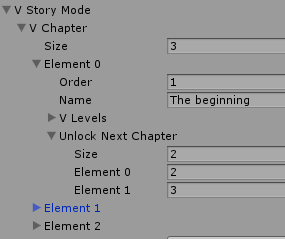 V Story Mode
V Chapter
Size 3
Element 0
Order 1
Name The beginning
V Levels
Unlock Next Chapter
Size 2
Element 0 2
Element 1 3
Element 1
Element 2